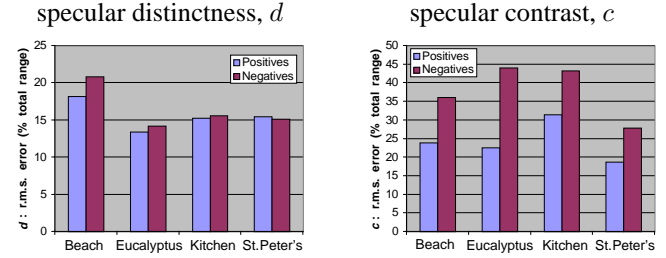 specular distinctness, d
d : r.m.s. error (% total range)
25
20
15
10
5
0
Positives
Negatives
Beach Eucalyptus Kitchen St.Peter's
specular contrast, c
c : r.m.s. error (% total range)
50
45
40
35
30
25
20
15
10
5
0
Positives
Negatives
Beach Eucalyptus Kitchen St.Peter's